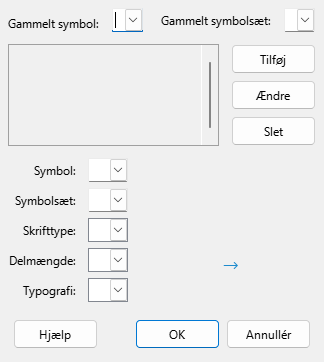 Gammelt symbol: Gammelt symbolsæt:
Tilføj
Ændre
Slet
Symbol:
Symbolsæt:
Skrifttype:
Delmængde:
Typografi:
Hjælp OK Annullér